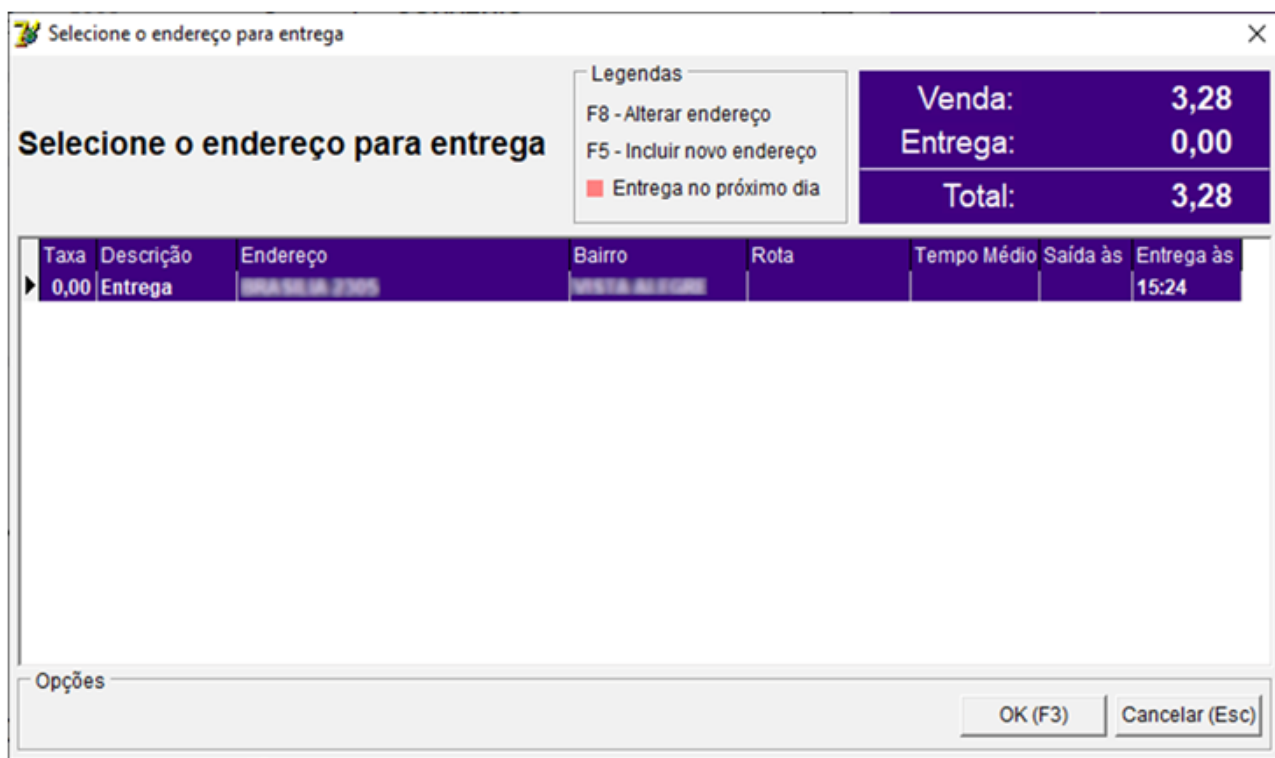 Selecione o endereço para entrega
Selecione o endereço para entrega
Legendas
F8 - Alterar endereço
F5 - Incluir novo endereço
Entrega no próximo dia
Venda: 3,28
Entrega: 0,00
Total: 3,28
Taxa Descrição Endereço Bairro Rota Tempo Médio Saída às Entrega às
0,00 Entrega 15:24
Opções
OK (F3) Cancelar (Esc)